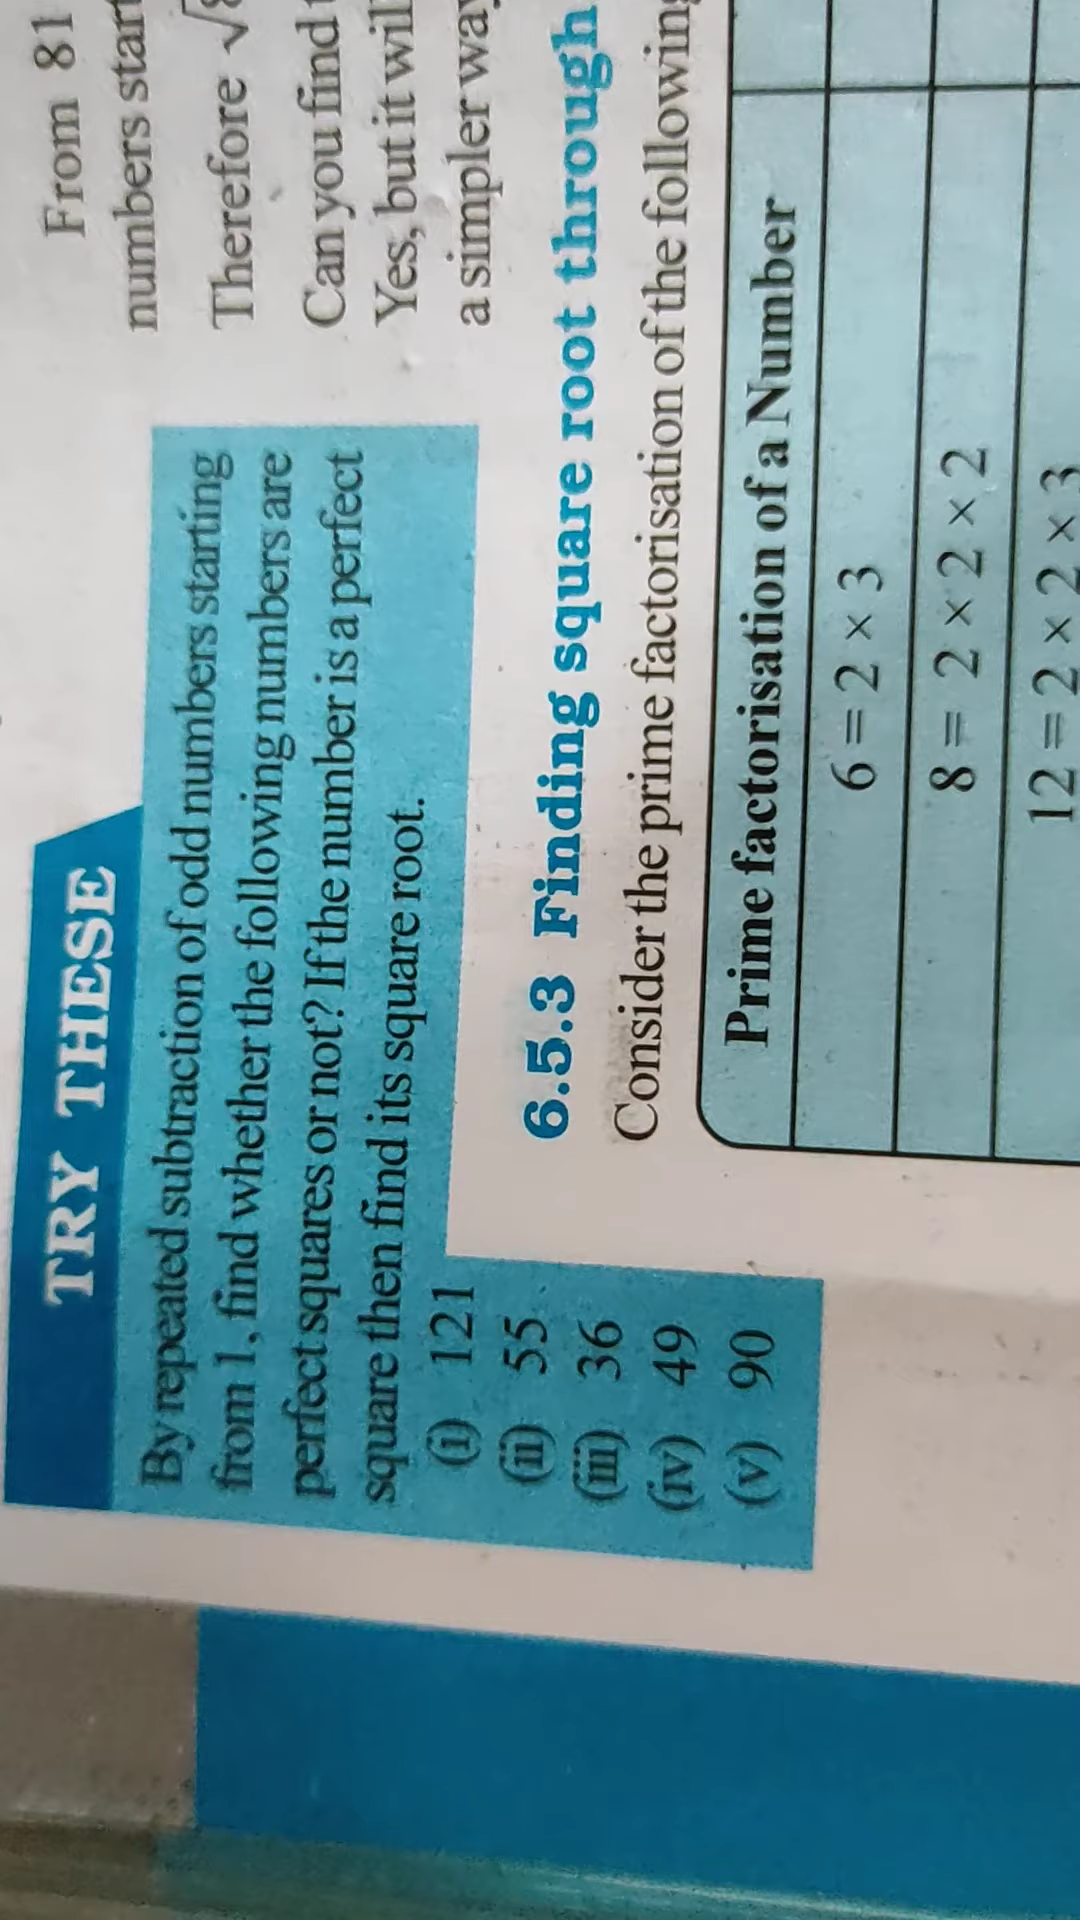 From 81
numbers start
Therefore √
Can you find
Yes, but it will
a simpler way
TRY THESE
By repeated subtraction of odd numbers starting
from 1, find whether the following numbers are
perfect squares or not? If the number is a perfect
square then find its square root.
(i) 121
(ii) 55
(iii) 36
(iv) 49
(v) 90
6.5.3 Finding square root through
Consider the prime factorisation of the following
Prime factorisation of a Number
6 = 2 × 3
8 = 2 × 2 × 2
12 = 2 × 2 × 3